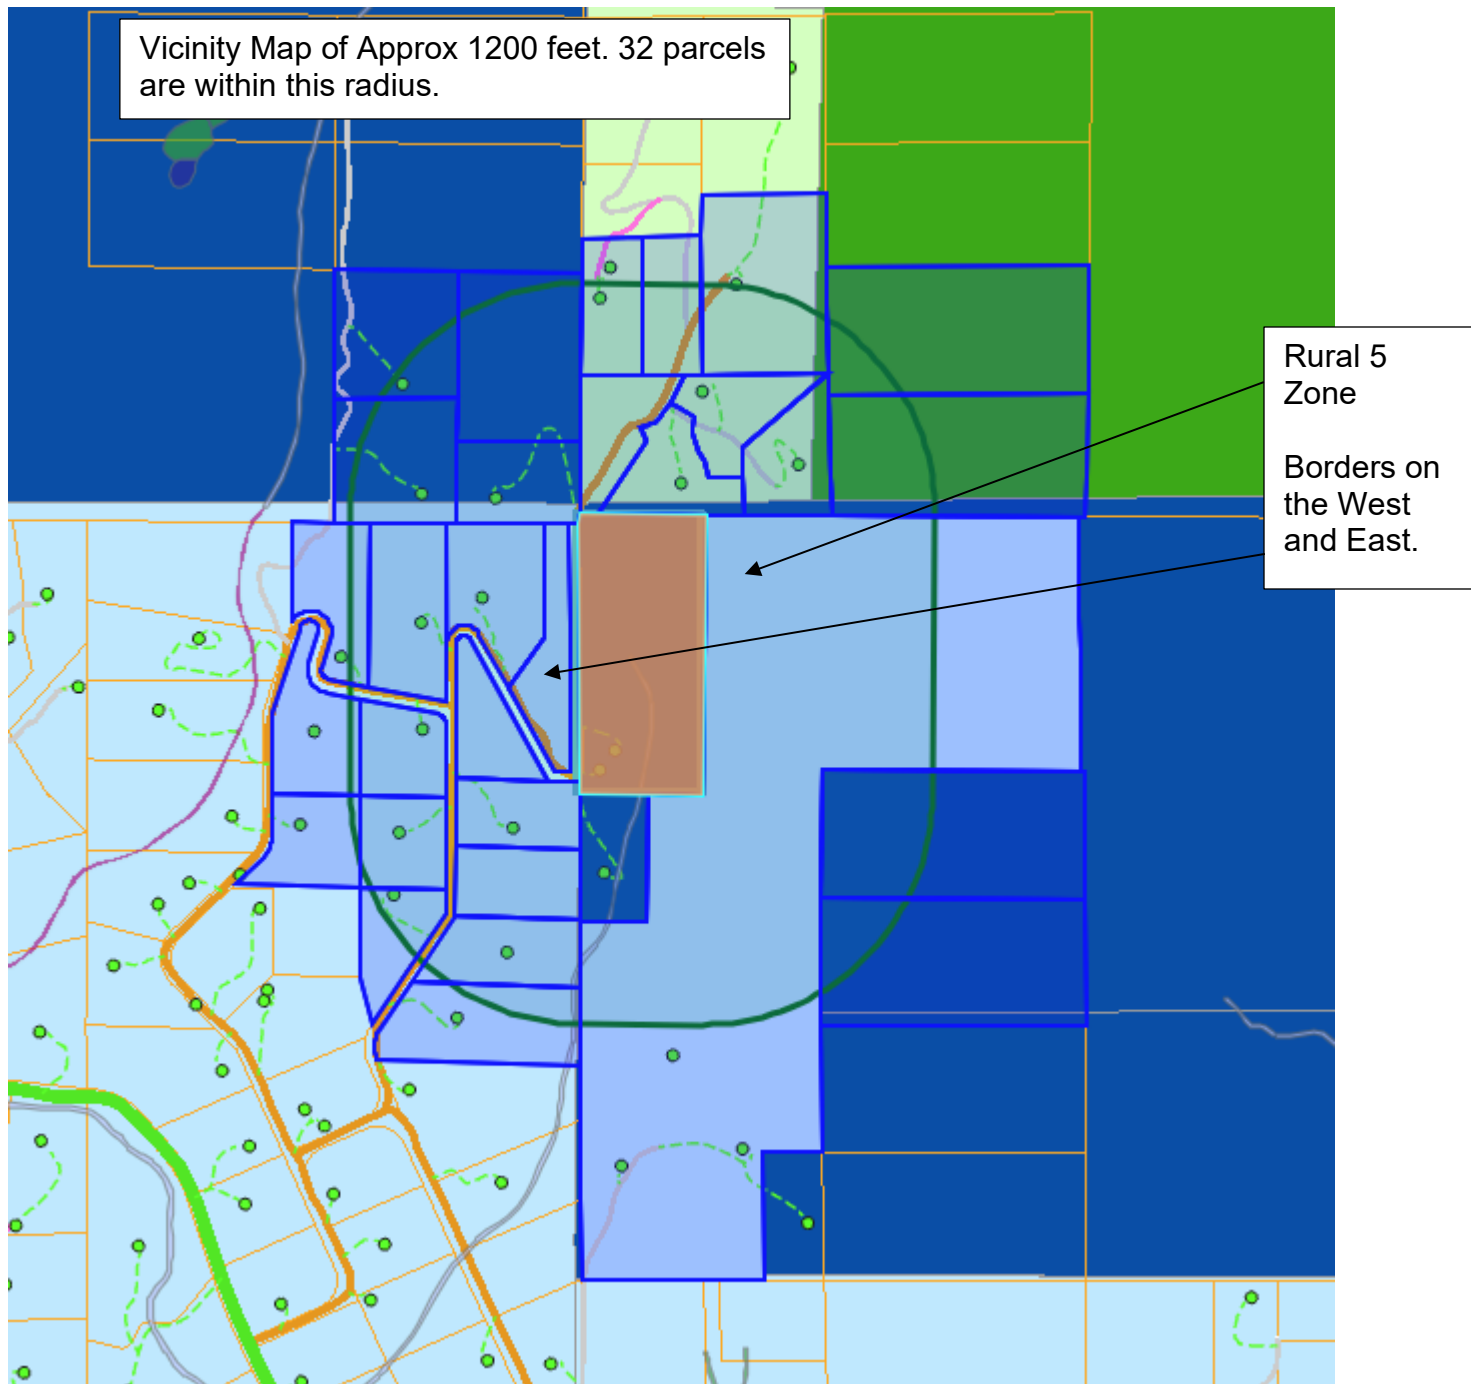 Vicinity Map of Approx 1200 feet. 32 parcels
are within this radius.
Rural 5
Zone
Borders on
the West
and East.